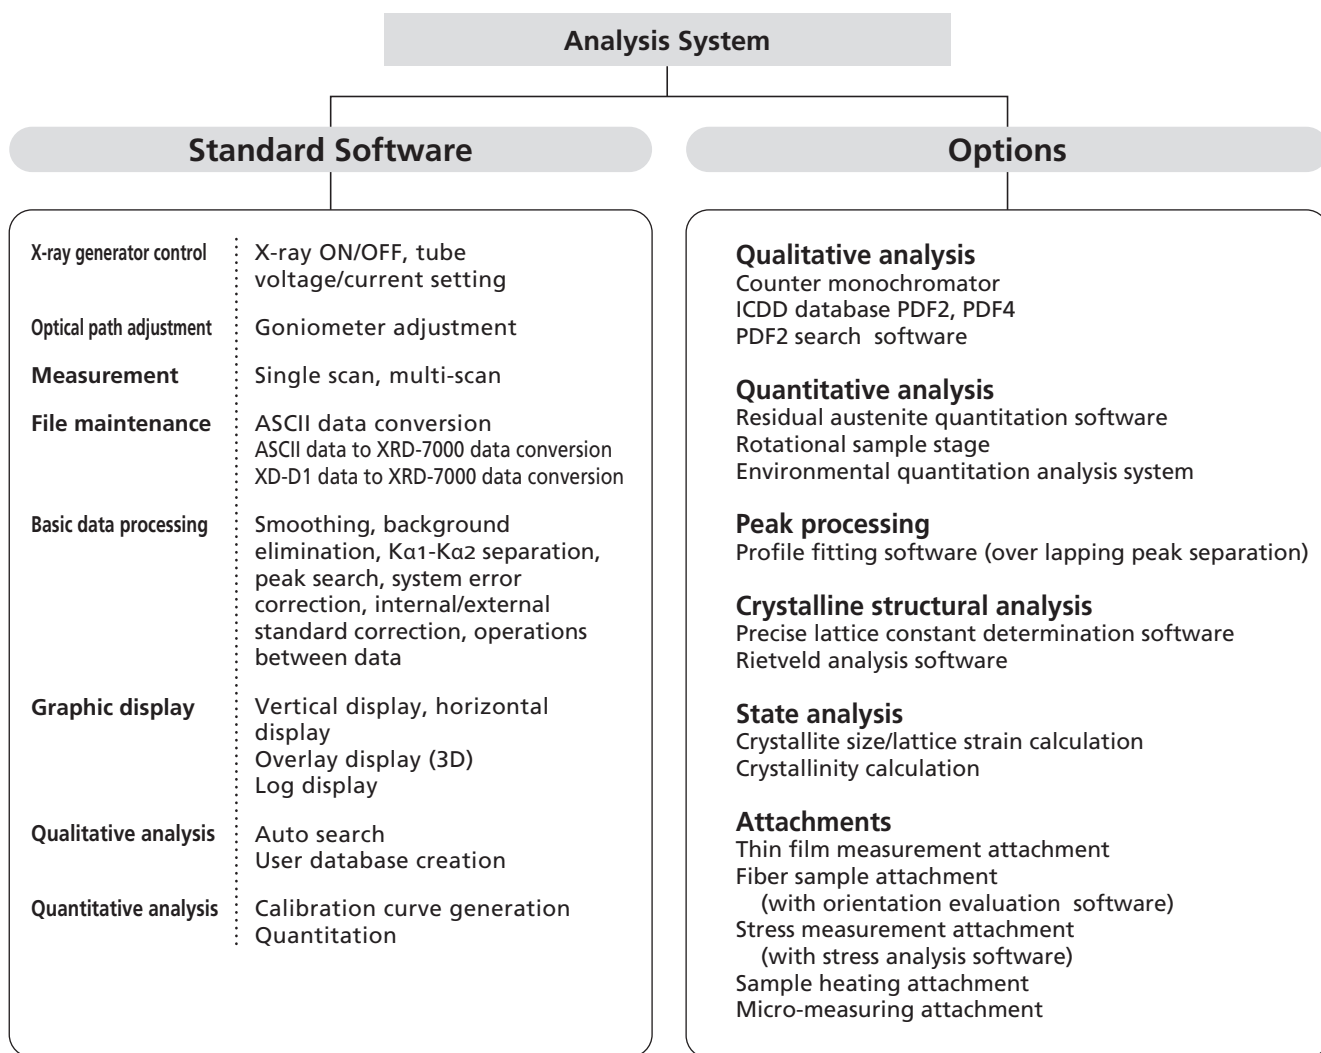 Analysis System
Standard Software
X-ray generator control
X-ray ON/OFF, tube
voltage/current setting
Optical path adjustment
Goniometer adjustment
Measurement
Single scan, multi-scan
File maintenance
ASCII data conversion
ASCII data to XRD-7000 data conversion
XD-D1 data to XRD-7000 data conversion
Basic data processing
Smoothing, background
elimination, Kα1-Kα2 separation,
peak search, system error
correction, internal/external
standard correction, operations
between data
Graphic display
Vertical display, horizontal
display
Overlay display (3D)
Log display
Qualitative analysis
Auto search
User database creation
Quantitative analysis
Calibration curve generation
Quantitation
Options
Qualitative analysis
Counter monochromator
ICDD database PDF2, PDF4
PDF2 search software
Quantitative analysis
Residual austenite quantitation software
Rotational sample stage
Environmental quantitation analysis system
Peak processing
Profile fitting software (over lapping peak separation)
Crystalline structural analysis
Precise lattice constant determination software
Rietveld analysis software
State analysis
Crystallite size/lattice strain calculation
Crystallinity calculation
Attachments
Thin film measurement attachment
Fiber sample attachment
(with orientation evaluation software)
Stress measurement attachment
(with stress analysis software)
Sample heating attachment
Micro-measuring attachment